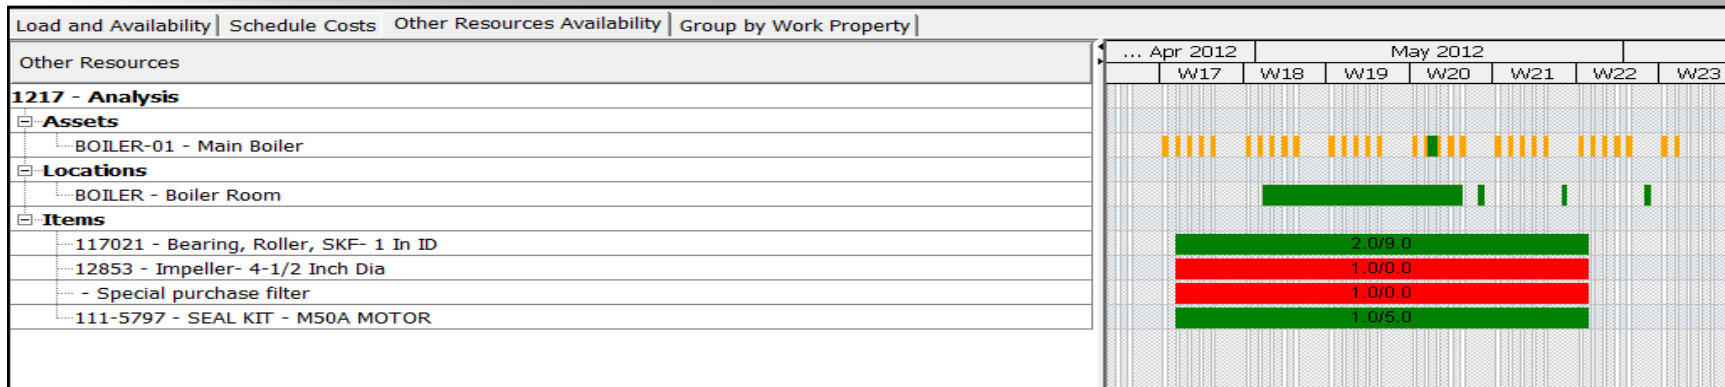 Load and Availability Schedule Costs Other Resources Availability Group by Work Property
Other Resources
... Apr 2012 May 2012
W17 W18 W19 W20 W21 W22 W23
1217 - Analysis
Assets
BOILER-01 - Main Boiler
Locations
BOILER - Boiler Room
Items
117021 - Bearing, Roller, SKF- 1 In ID 2.0/9.0
12853 - Impeller- 4-1/2 Inch Dia 1.0/0.0
- Special purchase filter 1.0/0.0
111-5797 - SEAL KIT - M50A MOTOR 1.0/5.0